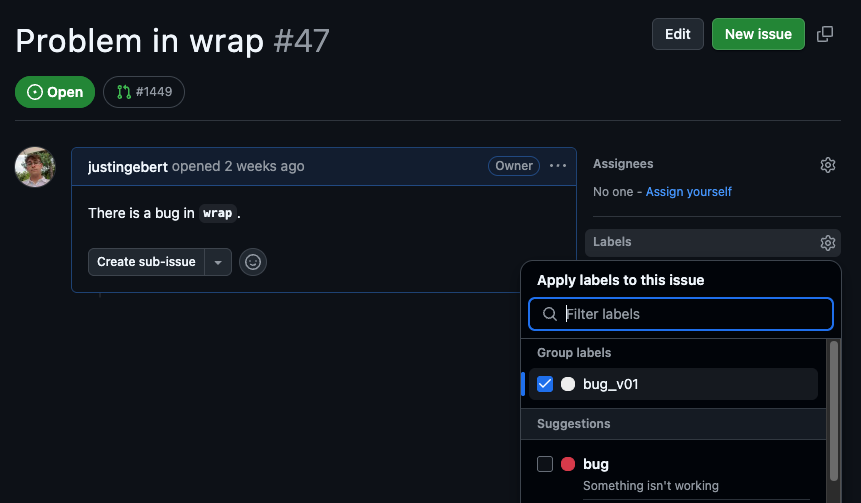 Problem in wrap #47
Edit
New issue
Open
#1449
justingebert opened 2 weeks ago
Owner
There is a bug in wrap.
Create sub-issue
Assignees
No one - Assign yourself
Labels
Apply labels to this issue
Filter labels
Group labels
bug_v01
Suggestions
bug
Something isn't working